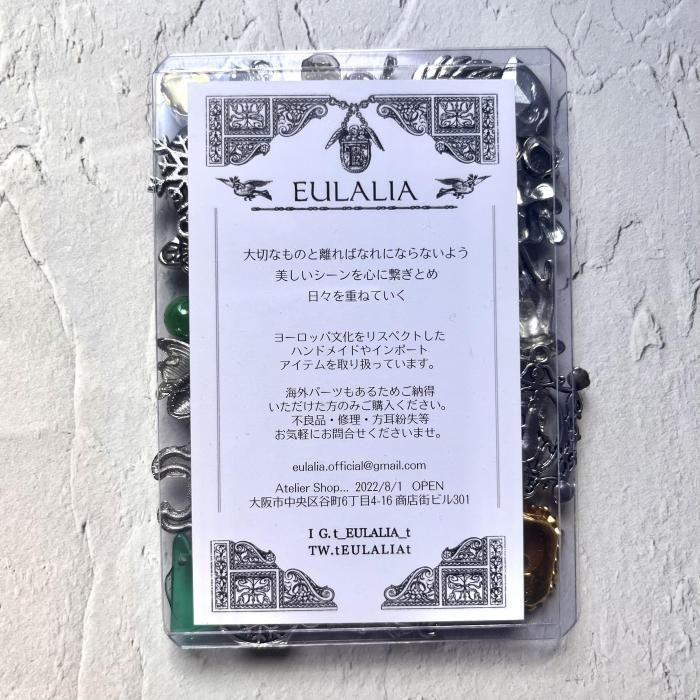 EULALIA
大切なものと離ればなれにならないよう
美しいシーンを心に繋ぎとめ
日々を重ねていく
ヨーロッパ文化をリスペクトした
ハンドメイドやインポート
アイテムを取り扱っています。
海外パーツもあるためご納得
いただけた方のみご購入ください。
不良品・修理・方耳紛失等
お気軽にお問合せくださいませ。
eulalia.official@gmail.com
Atelier Shop... 2022/8/1 OPEN
大阪市中央区谷町6丁目4-16 商店街ビル301
I G.t_EULALIA_t
TW.tEULALIAt